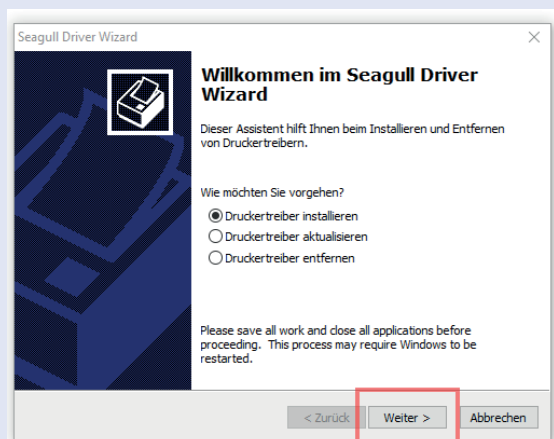 Seagull Driver Wizard
Willkommen im Seagull Driver
Wizard
Dieser Assistent hilft Ihnen beim Installieren und Entfernen
von Druckertreibern.
Wie möchten Sie vorgehen?
Druckertreiber installieren
Druckertreiber aktualisieren
Druckertreiber entfernen
Please save all work and close all applications before
proceeding. This process may require Windows to be
restarted.
< Zurück Weiter > Abbrechen